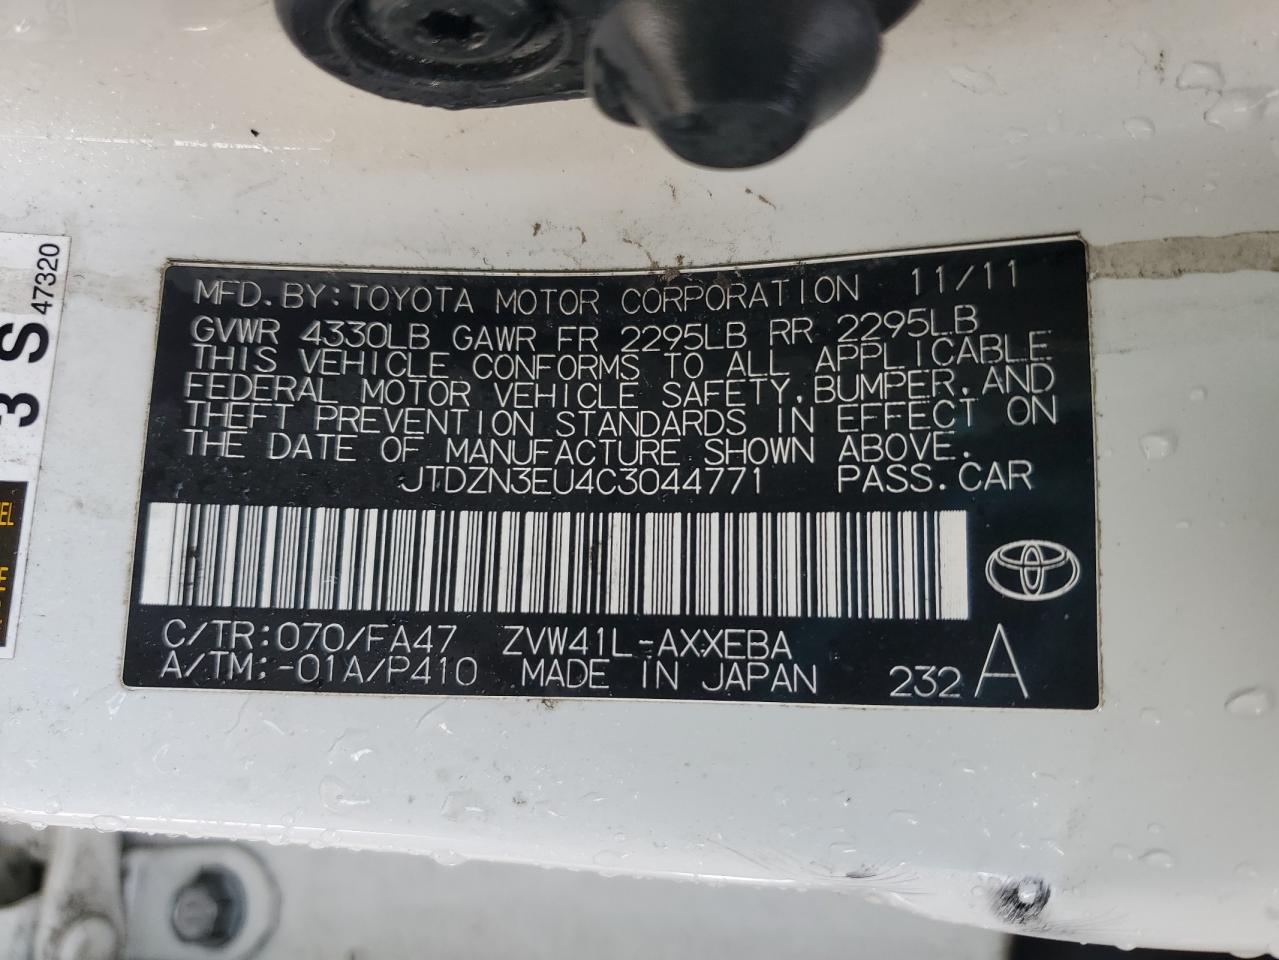 MFD.BY:TOYOTA MOTOR CORPORATION 11/11
GVWR 4330LB GAWR FR 2295LB RR 2295LB
THIS VEHICLE CONFORMS TO ALL APPLICABLE
FEDERAL MOTOR VEHICLE SAFETY,BUMPER,AND
THEFT PREVENTION STANDARDS IN EFFECT ON
THE DATE OF MANUFACTURE SHOWN ABOVE.
JTDZN3EU4C3044771 PASS.CAR
C/TR:070/FA47 ZVW41L-AXXEBA
A/TM:-01A/P410 MADE IN JAPAN 232 A
3 S
47320